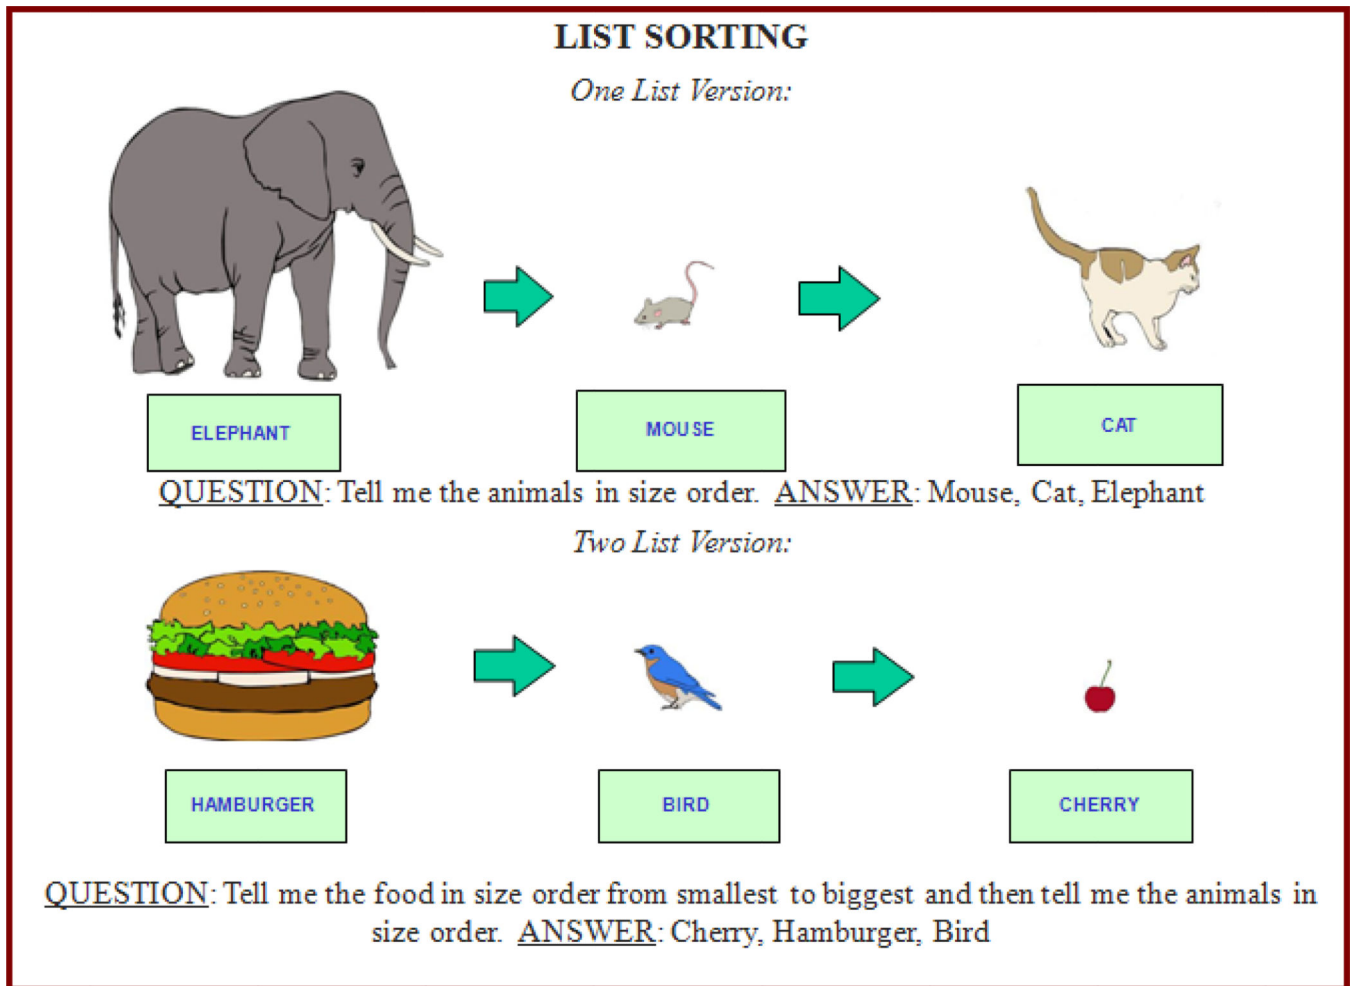 LIST SORTING
One List Version:
ELEPHANT
MOUSE
CAT
QUESTION: Tell me the animals in size order. ANSWER: Mouse, Cat, Elephant
Two List Version:
HAMBURGER
BIRD
CHERRY
QUESTION: Tell me the food in size order from smallest to biggest and then tell me the animals in
size order. ANSWER: Cherry, Hamburger, Bird